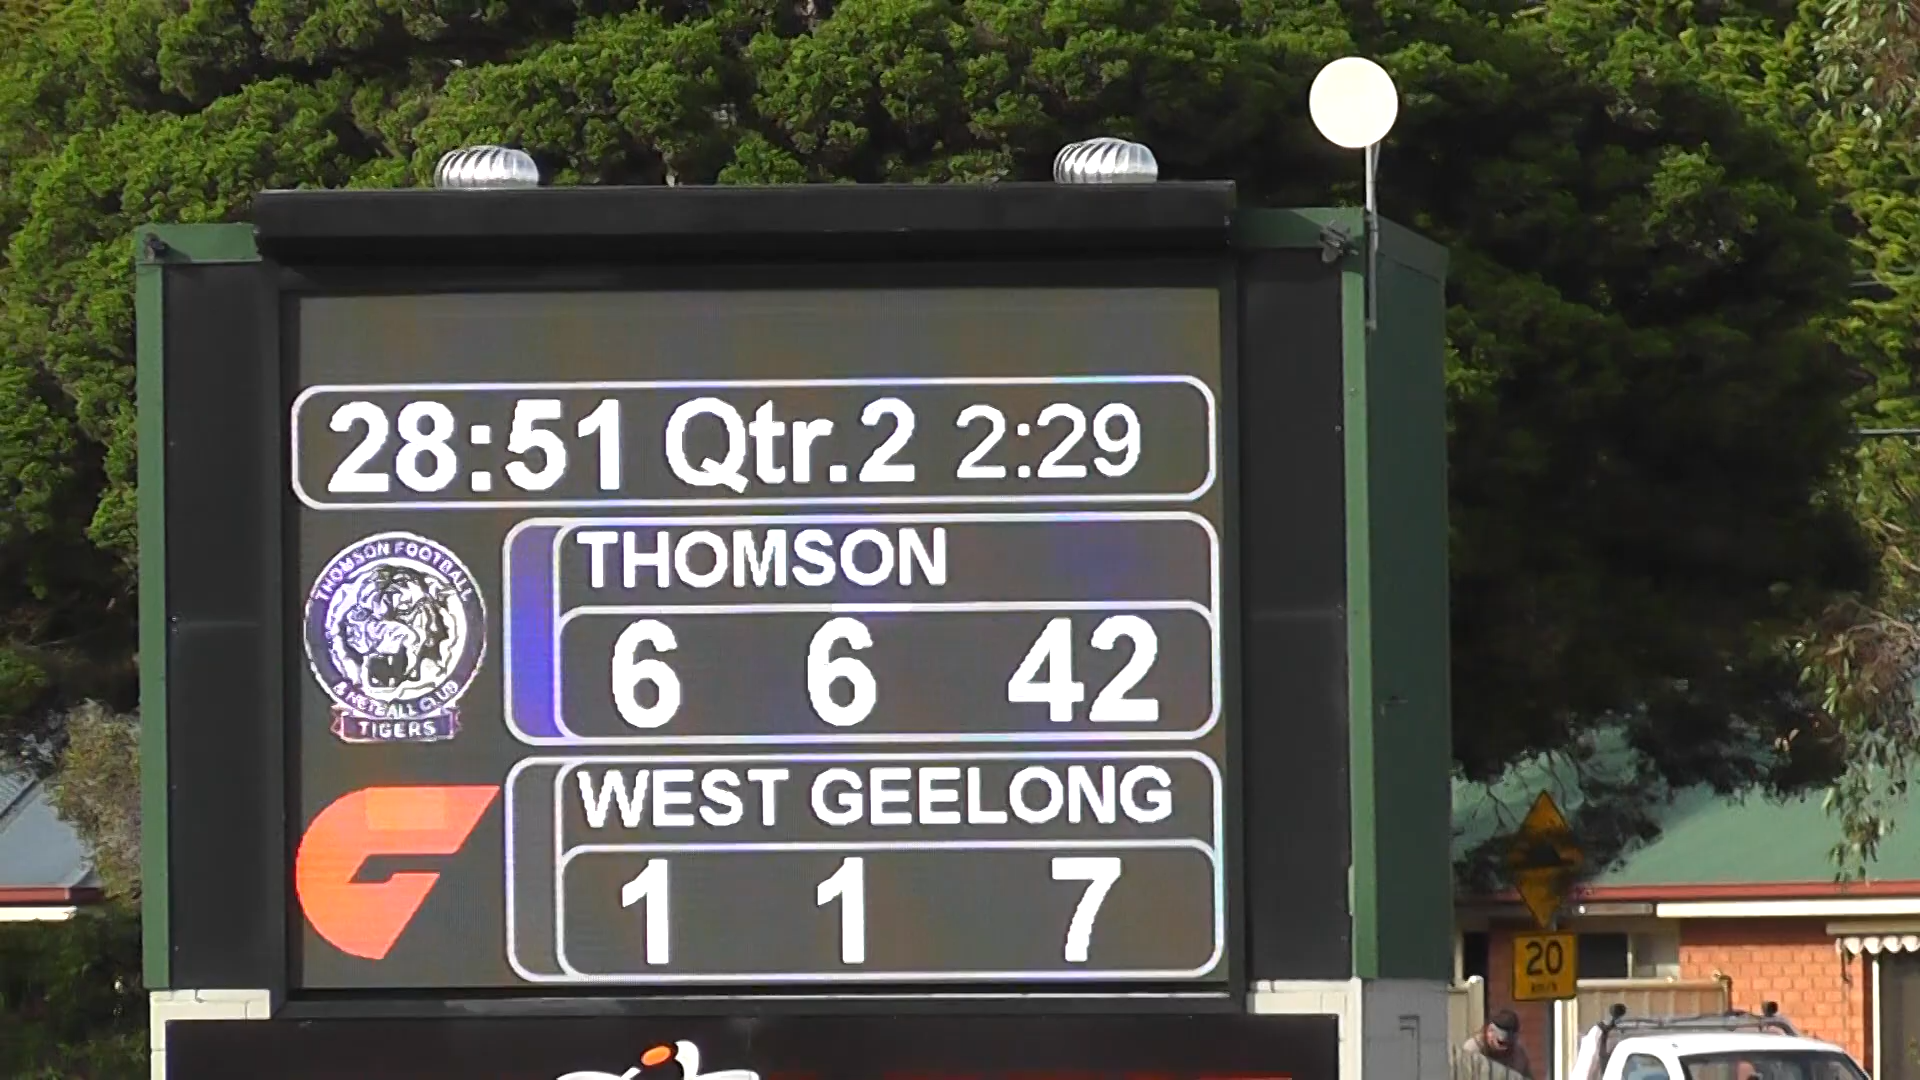 28:51 Qtr.2 2:29
THOMSON FOOTBALL
& NETBALL CLUB
TIGERS
THOMSON
6 6 42
WEST GEELONG
1 1 7
20
km/h